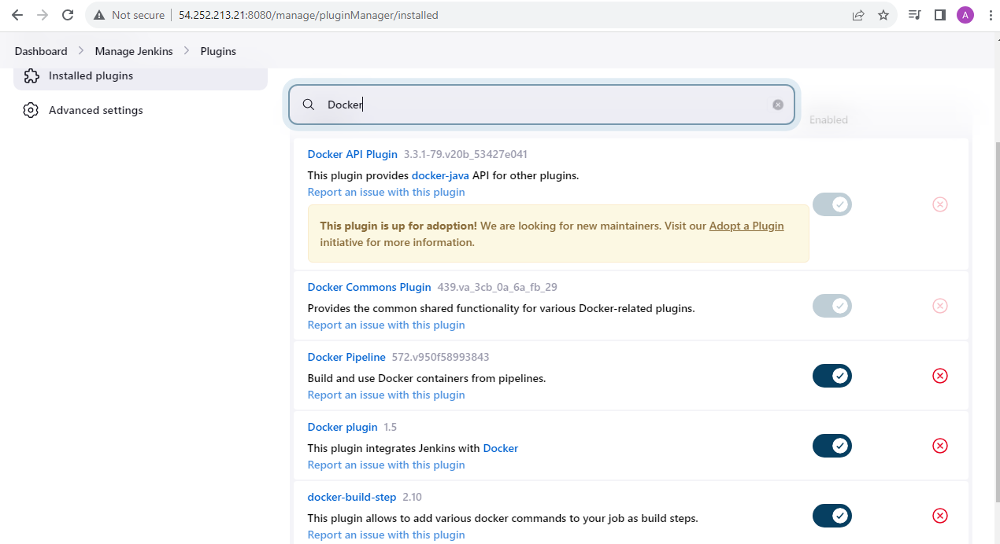 Not secure
54.252.213.21:8080/manage/pluginManager/installed
A
Dashboard > Manage Jenkins > Plugins
Installed plugins
Advanced settings
Docker
Enabled
Docker API Plugin 3.3.1-79.v20b_53427e041
This plugin provides docker-java API for other plugins.
Report an issue with this plugin
This plugin is up for adoption! We are looking for new maintainers. Visit our Adopt a Plugin
initiative for more information.
Docker Commons Plugin 439.va_3cb_0a_6a_fb_29
Provides the common shared functionality for various Docker-related plugins.
Report an issue with this plugin
Docker Pipeline 572.v950f58993843
Build and use Docker containers from pipelines.
Report an issue with this plugin
Docker plugin 1.5
This plugin integrates Jenkins with Docker
Report an issue with this plugin
docker-build-step 2.10
This plugin allows to add various docker commands to your job as build steps.
Report an issue with this plugin